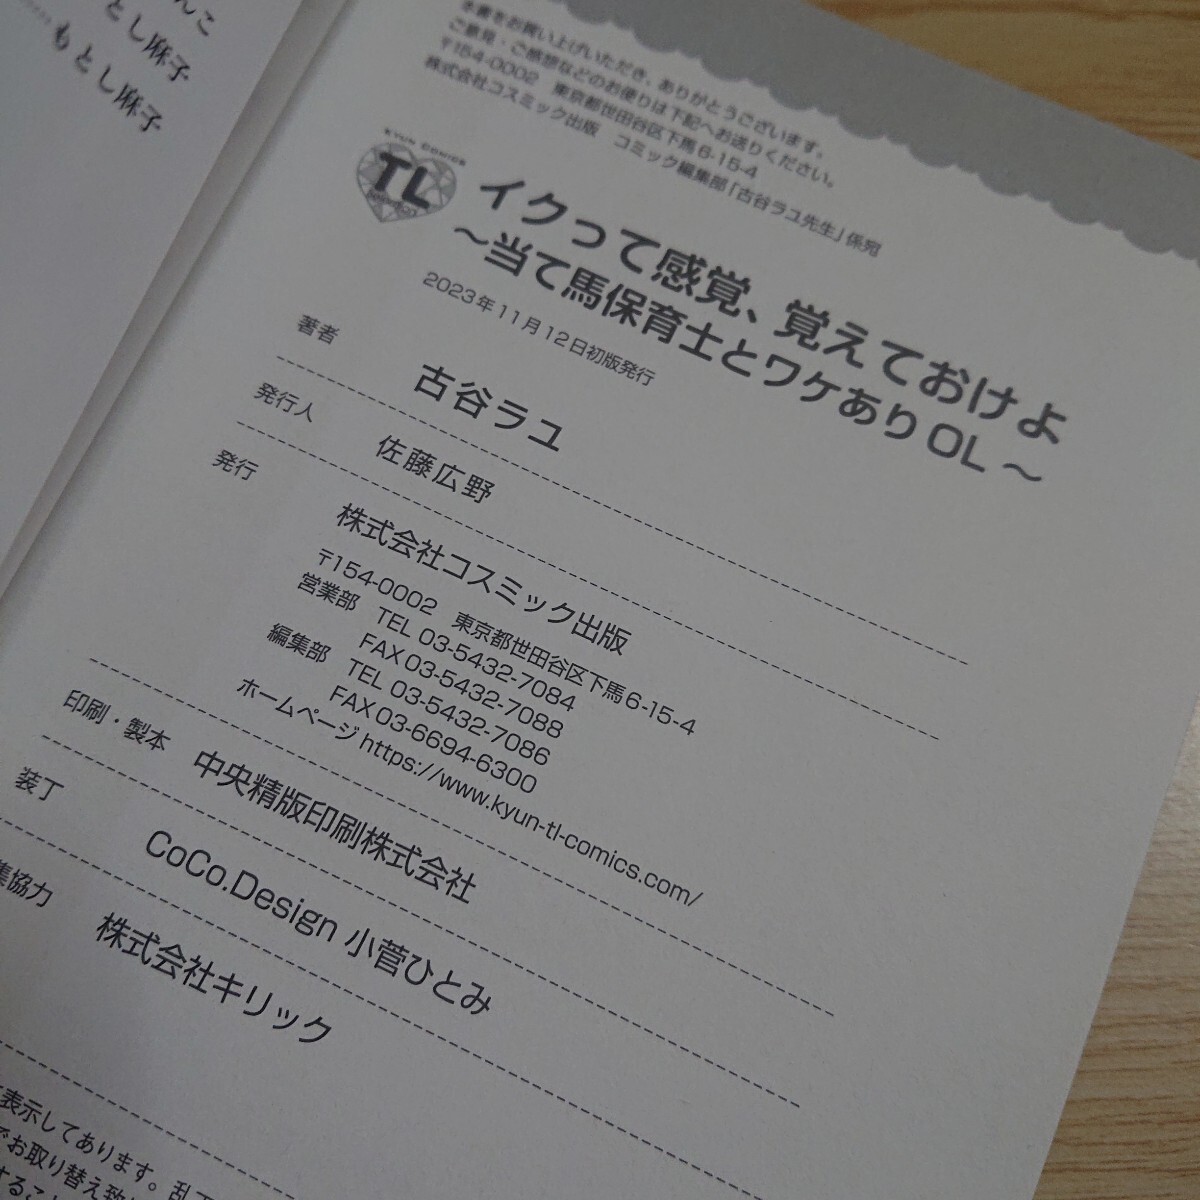 んこ
とし麻子
もとし麻子
本書をお買い上げいただき、ありがとうございます。
ご意見・ご感想などのお便りは下記へお送りください。
〒154-0002 東京都世田谷区下馬6-15-4
株式会社コスミック出版 コミック編集部「古谷ラユ先生」係宛
KYUN COMICS
TL
イクって感覚、覚えておけよ
～当て馬保育士とワケありOL～
2023年11月12日初版発行
著者 古谷ラユ
発行人 佐藤広野
発行 株式会社コスミック出版
〒154-0002 東京都世田谷区下馬6-15-4
営業部 TEL 03-5432-7084
FAX 03-5432-7088
編集部 TEL 03-5432-7086
FAX 03-6694-6300
ホームページ https://www.kyun-tl-comics.com/
印刷・製本 中央精版印刷株式会社
装丁 CoCo.Design 小菅ひとみ
集協力 株式会社キリック
表示してあります。乱丁
でお取り替え致
するこ